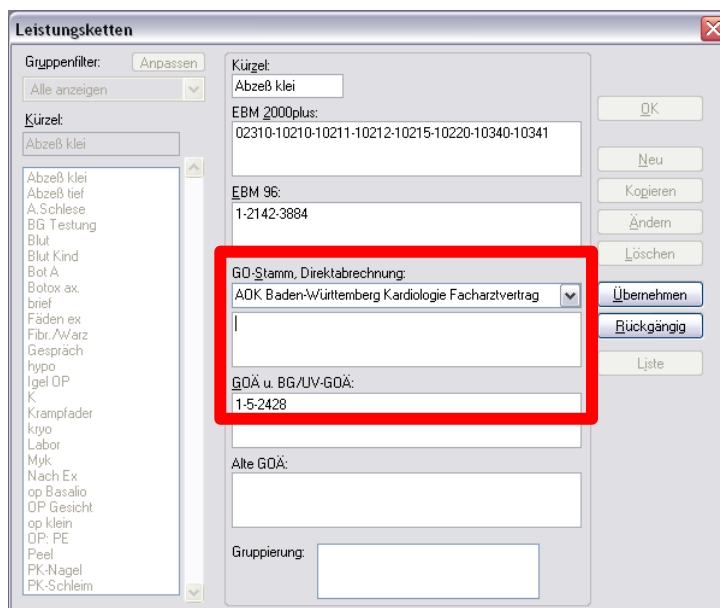 Leistungsketten
Gruppenfilter:
Anpassen
Alle anzeigen
Kürzel:
Abzeß klei
Abzeß klei
Abzeß tief
A.Schlese
BG Testung
Blut
Blut Kind
Bot A
Botox ax.
brief
Fäden ex
Fibr./Warz
Gespräch
hypo
Igel OP
K
Krampfader
kryo
Labor
Myk
Nach Ex
op Basalio
OP Gesicht
op klein
OP: PE
Peel
PK-Nagel
PK-Schleim
Kürzel:
Abzeß klei
EBM 2000plus:
02310-10210-10211-10212-10215-10220-10340-10341
EBM 96:
1-2142-3884
GO-Stamm, Direktabrechnung:
AOK Baden-Württemberg Kardiologie Facharztvertrag
GOÄ u. BG/UV-GOÄ:
1-5-2428
Alte GOÄ:
Gruppierung:
OK
Neu
Kopieren
Ändern
Löschen
Übernehmen
Rückgängig
Liste